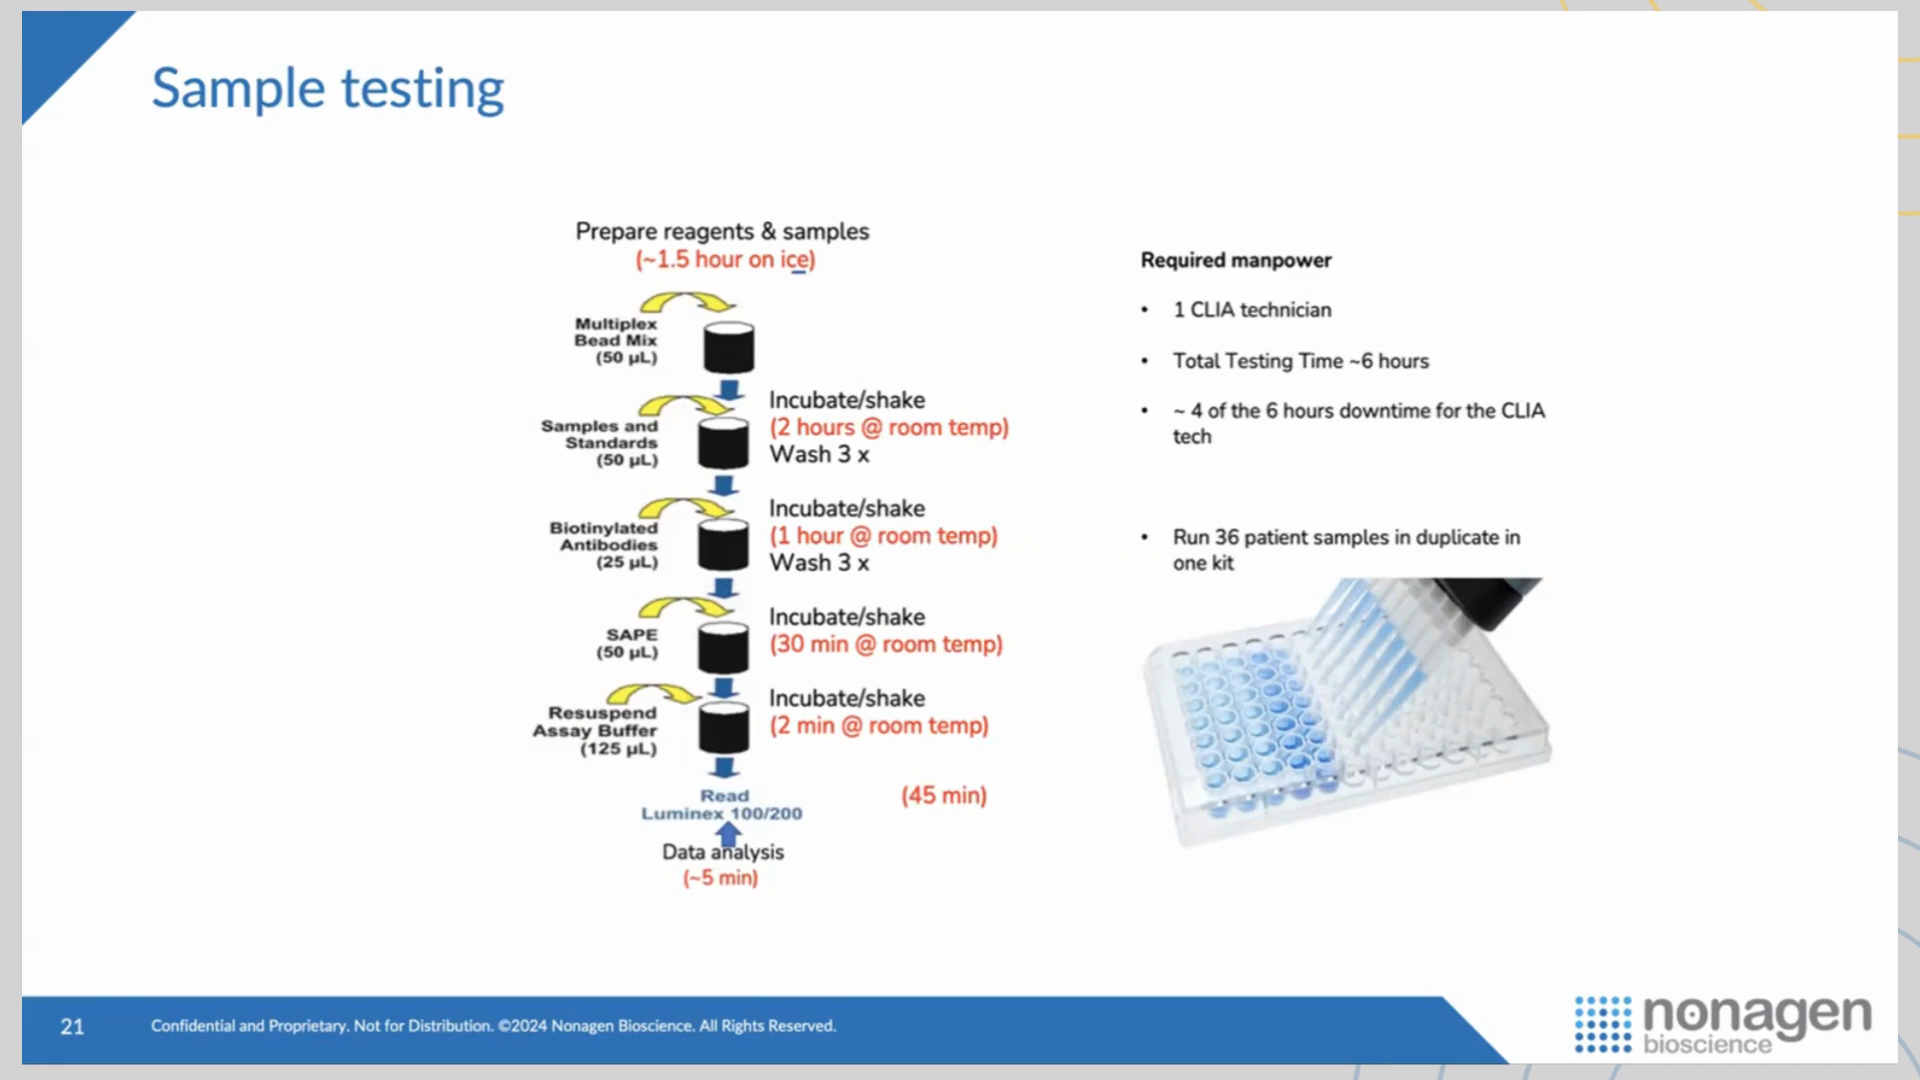 Sample testing
Prepare reagents & samples
(~1.5 hour on ice)
Multiplex
Bead Mix
(50 µL)
Samples and
Standards
(50 µL)
Incubate/shake
(2 hours @ room temp)
Wash 3 x
Biotinylated
Antibodies
(25 µL)
Incubate/shake
(1 hour @ room temp)
Wash 3 x
SAPE
(50 µL)
Incubate/shake
(30 min @ room temp)
Resuspend
Assay Buffer
(125 µL)
Incubate/shake
(2 min @ room temp)
Read
Luminex 100/200
(45 min)
Data analysis
(~5 min)
Required manpower
• 1 CLIA technician
• Total Testing Time ~6 hours
• ~ 4 of the 6 hours downtime for the CLIA
tech
• Run 36 patient samples in duplicate in
one kit
21
Confidential and Proprietary. Not for Distribution. ©2024 Nonagen Bioscience. All Rights Reserved.
nonagen
bioscience